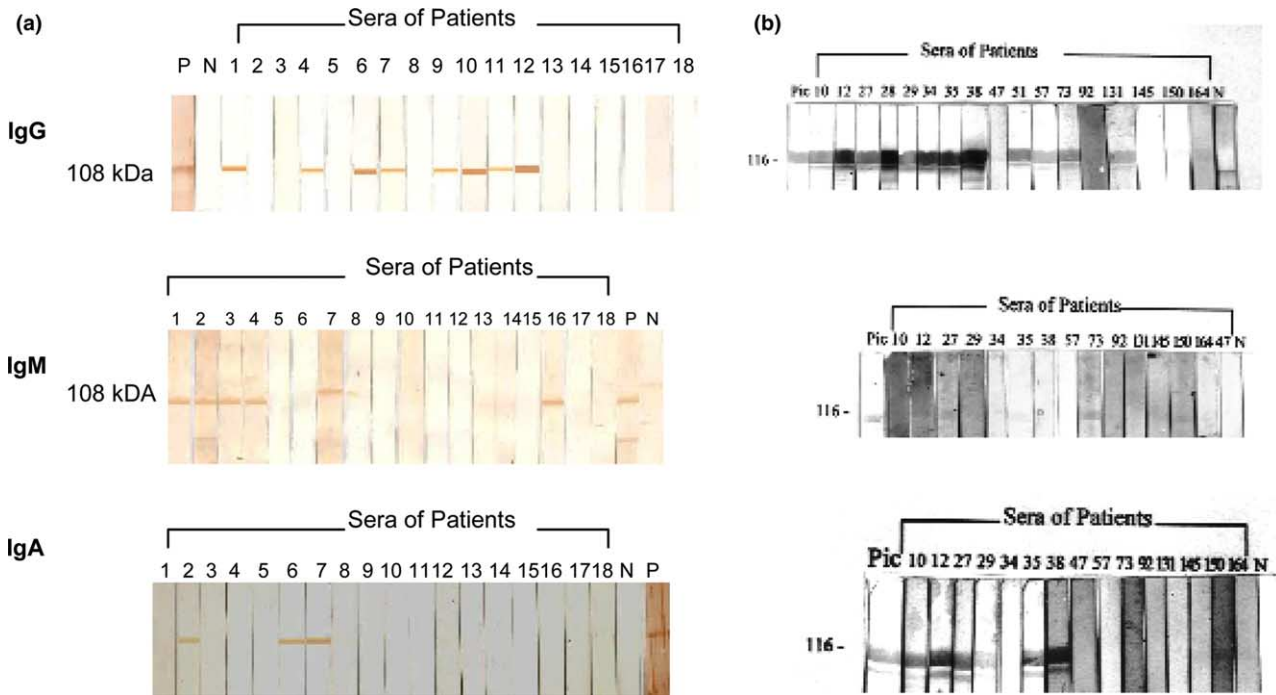 (a)
Sera of Patients
P N 1 2 3 4 5 6 7 8 9 10 11 12 13 14 15 16 17 18
IgG
108 kDa
Sera of Patients
1 2 3 4 5 6 7 8 9 10 11 12 13 14 15 16 17 18 P N
IgM
108 kDA
Sera of Patients
IgA
1 2 3 4 5 6 7 8 9 10 11 12 13 14 15 16 17 18 N P
(b)
Sera of Patients
Pic 10 12 27 28 29 34 35 38 47 51 57 73 92 131 145 150 164 N
116 -
Sera of Patients
Pic 10 12 27 29 34 35 38 57 73 92 131 145 150 164 47 N
116 -
Sera of Patients
Pic 10 12 27 29 34 35 38 47 57 73 92 131 145 150 164 N
116 -